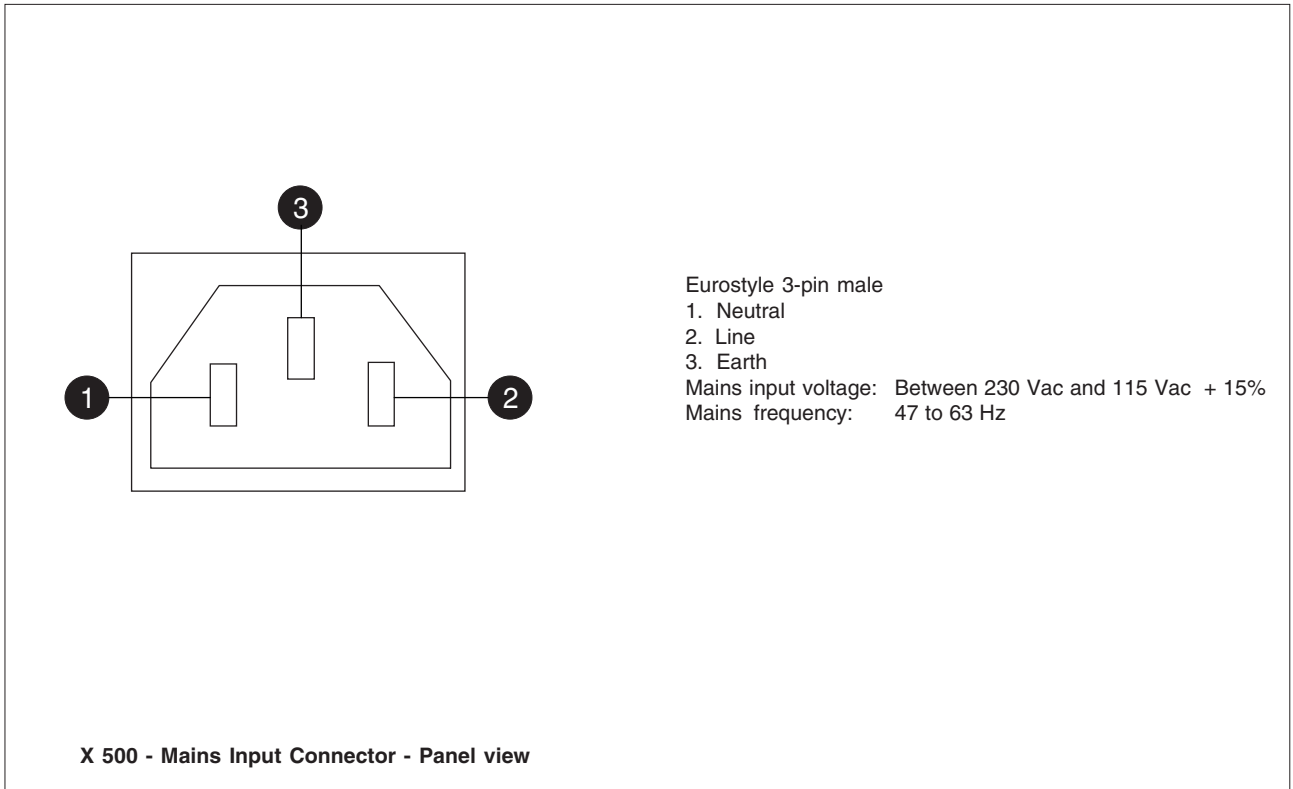 3
1
2
Eurostyle 3-pin male
1. Neutral
2. Line
3. Earth
Mains input voltage: Between 230 Vac and 115 Vac + 15%
Mains frequency: 47 to 63 Hz
X 500 - Mains Input Connector - Panel view